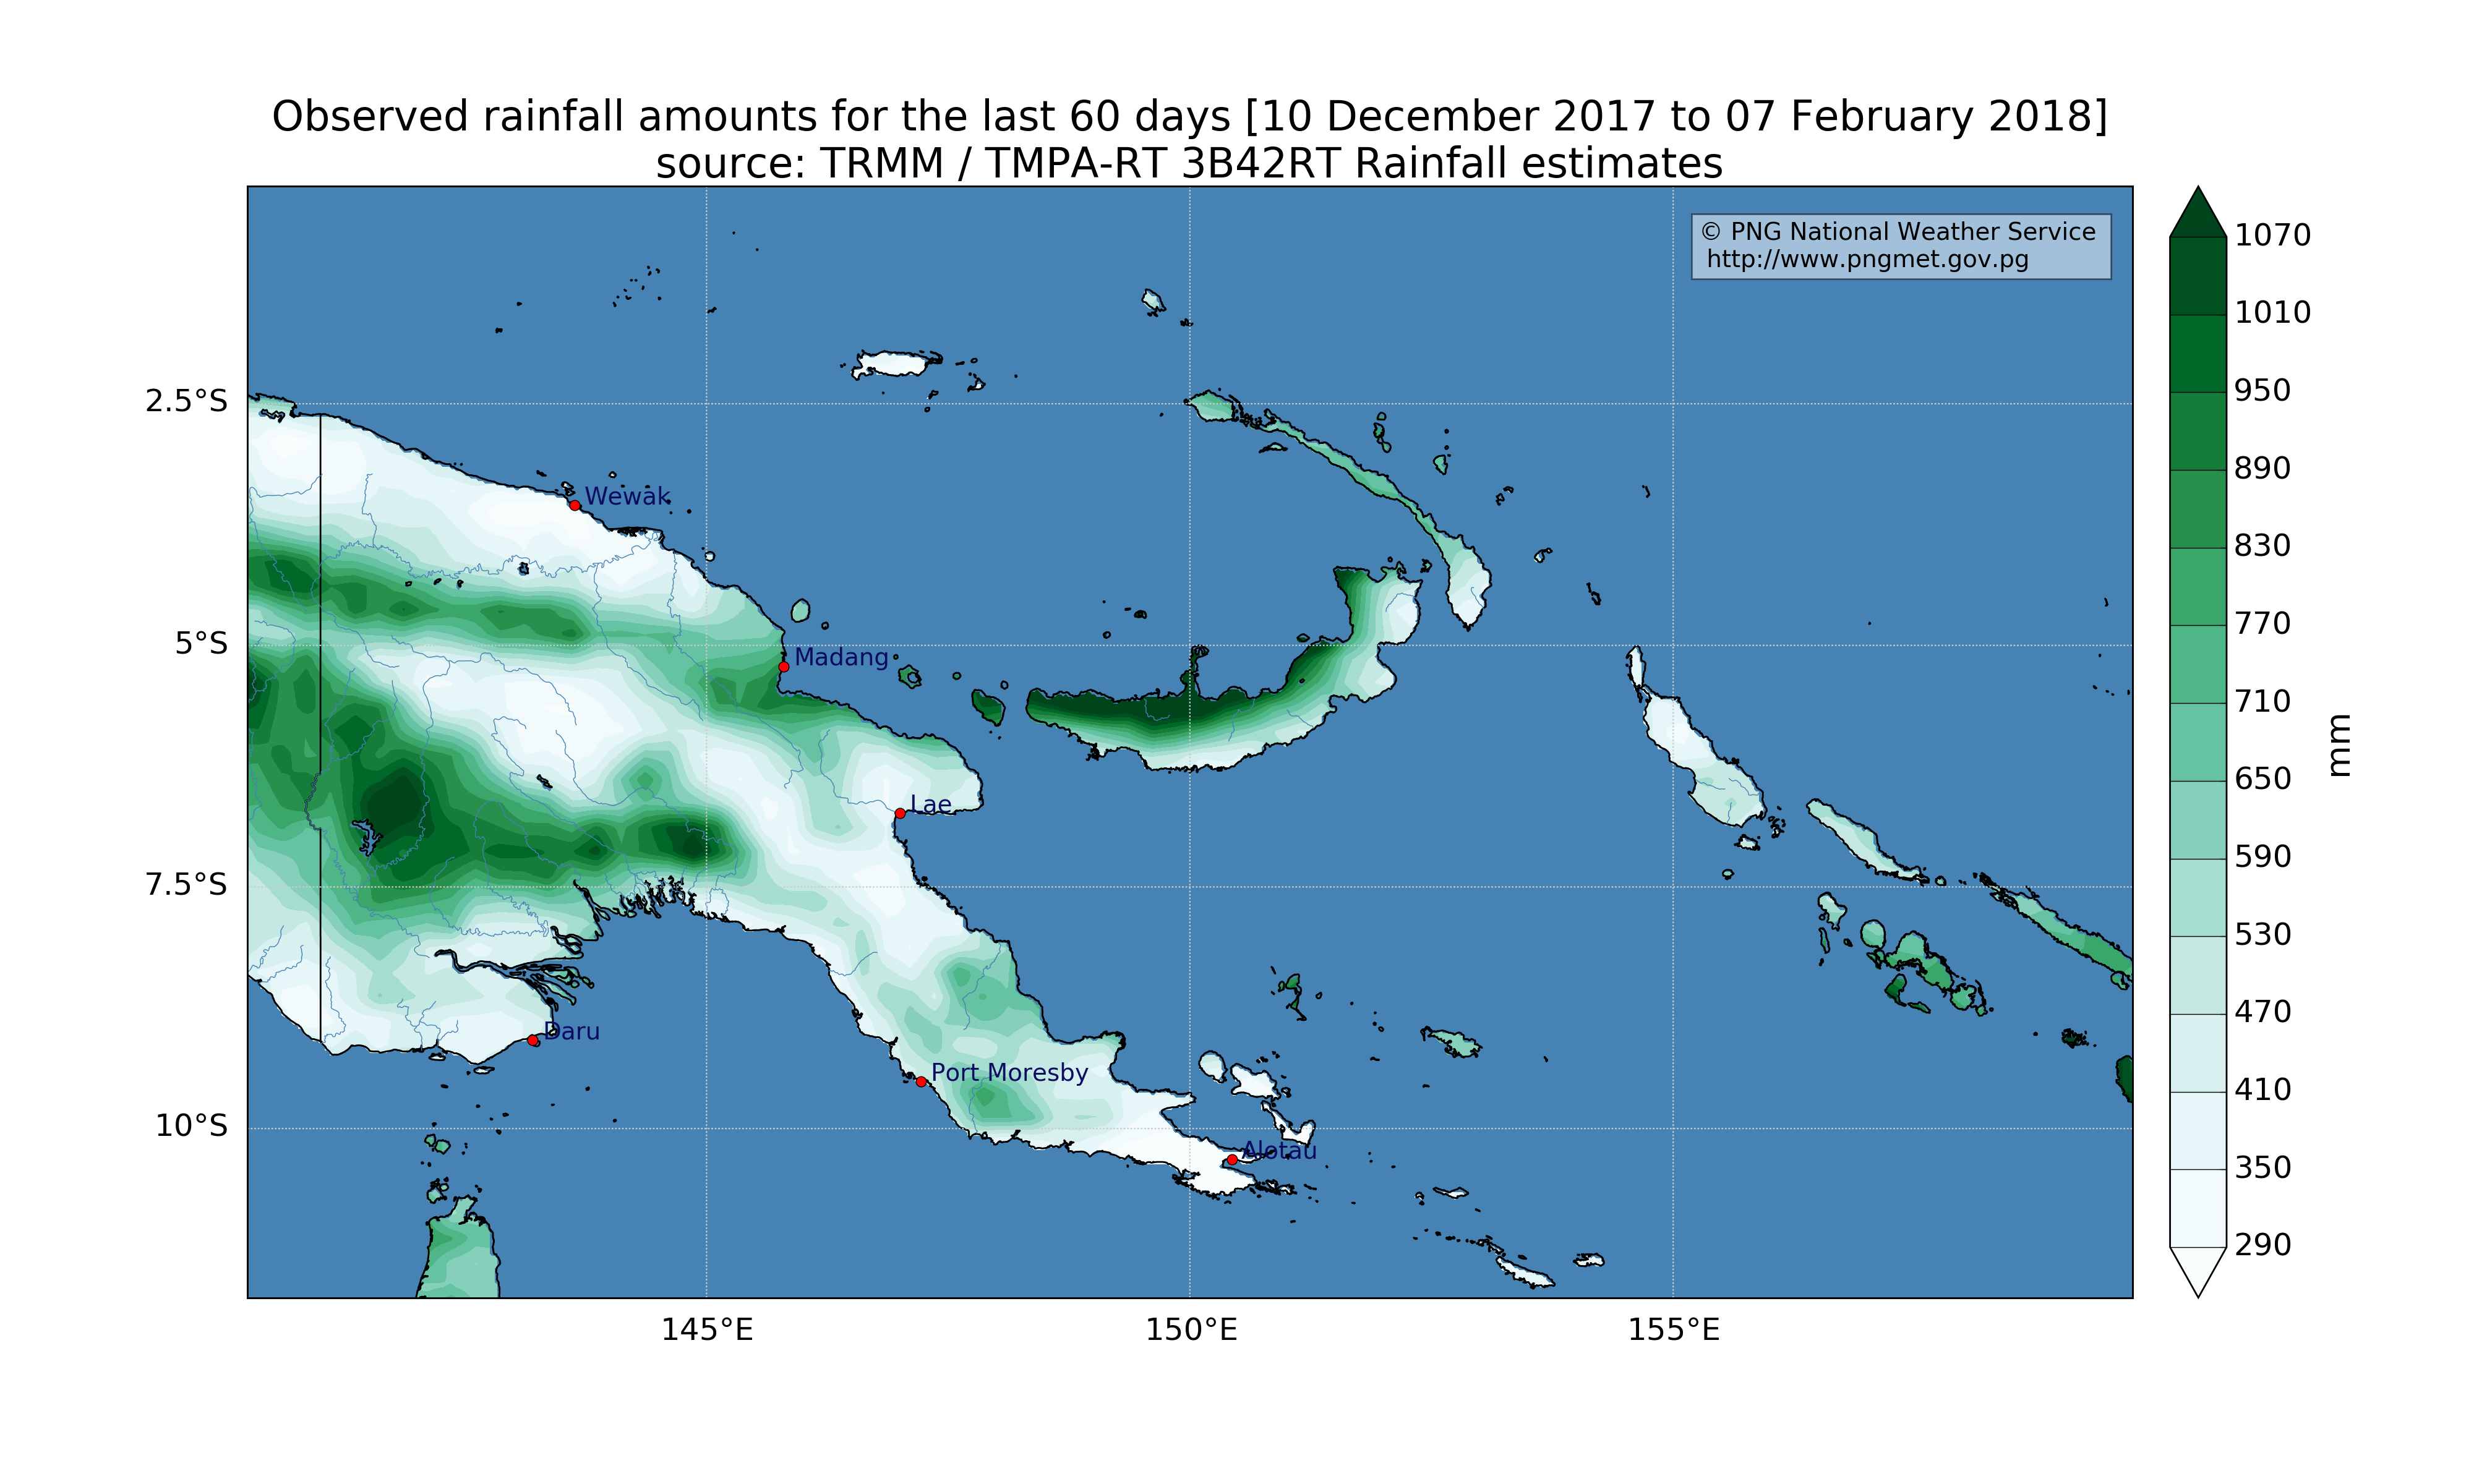 Observed rainfall amounts for the last 60 days [10 December 2017 to 07 February 2018]
source: TRMM / TMPA-RT 3B42RT Rainfall estimates
© PNG National Weather Service
http://www.pngmet.gov.pg
1070
1010
950
890
830
770
710
650
590
530
470
410
350
290
mm
2.5°S
5°S
7.5°S
10°S
Wewak
Madang
Lae
Daru
Port Moresby
Alotau
145°E
150°E
155°E